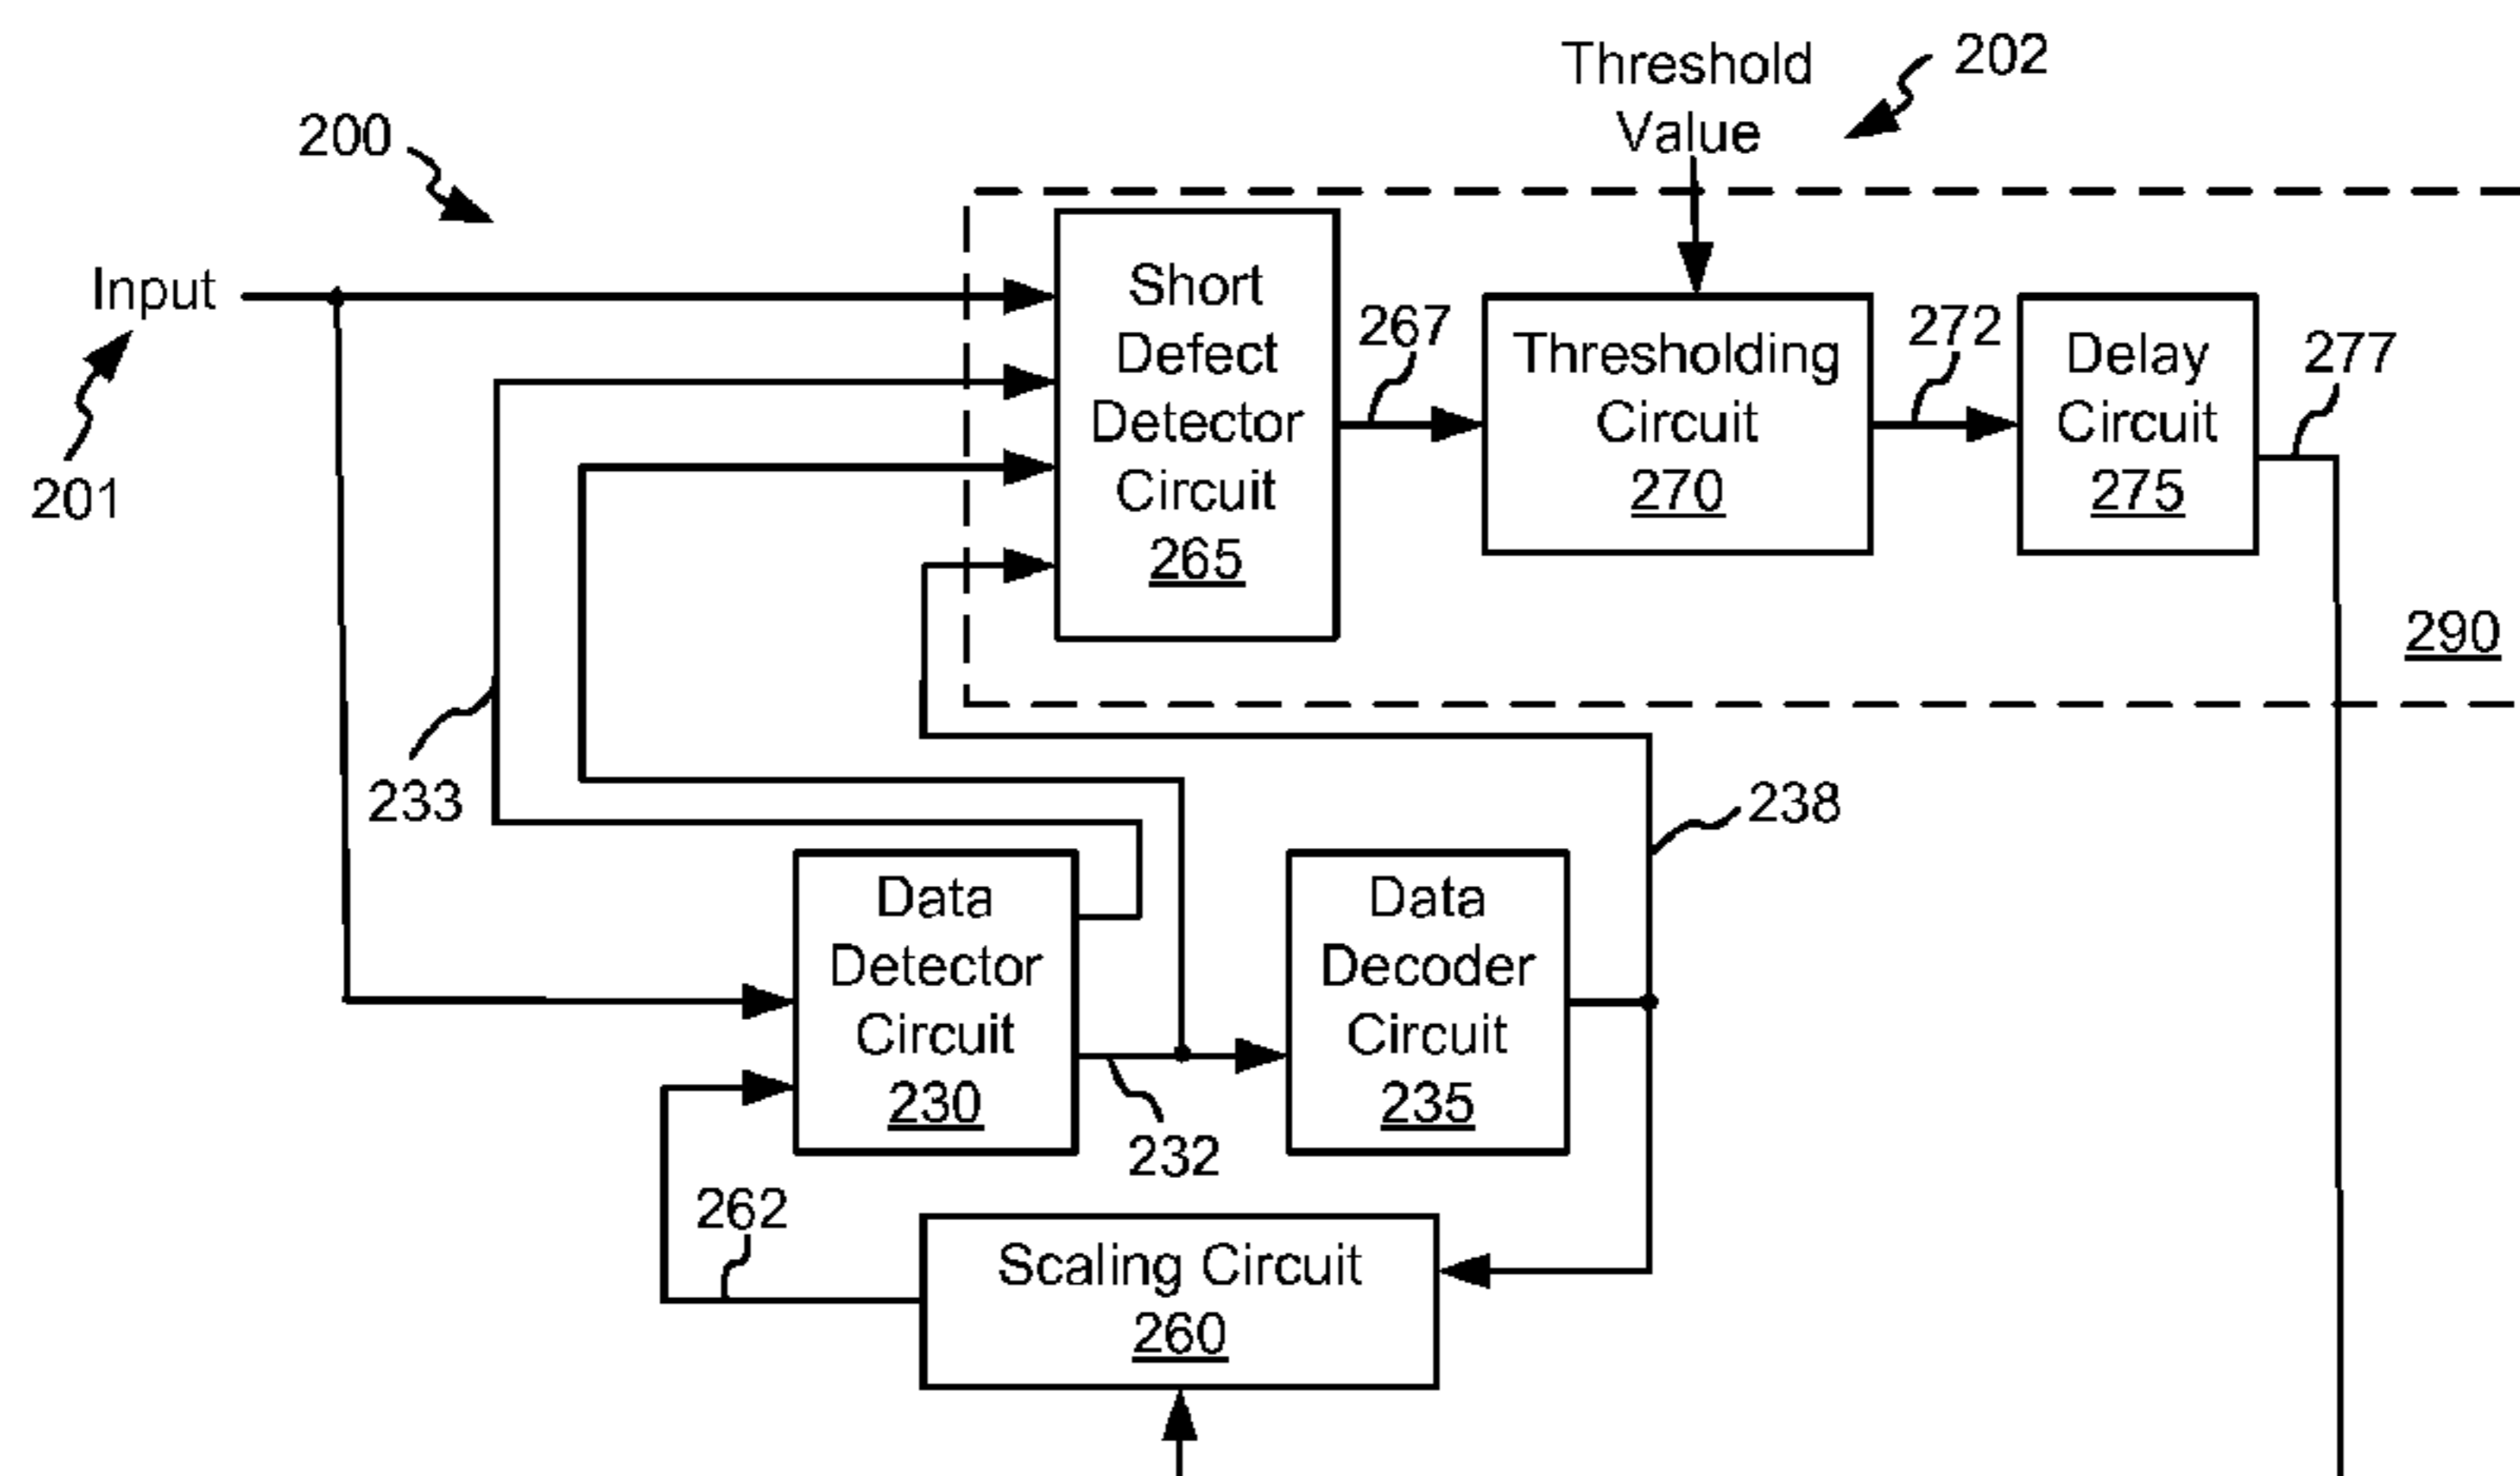 Threshold
Value
202
200
Input
201
Short
Defect
Detector
Circuit
265
267
Thresholding
Circuit
270
272
Delay
Circuit
275
277
290
233
238
Data
Detector
Circuit
230
232
Data
Decoder
Circuit
235
262
Scaling Circuit
260